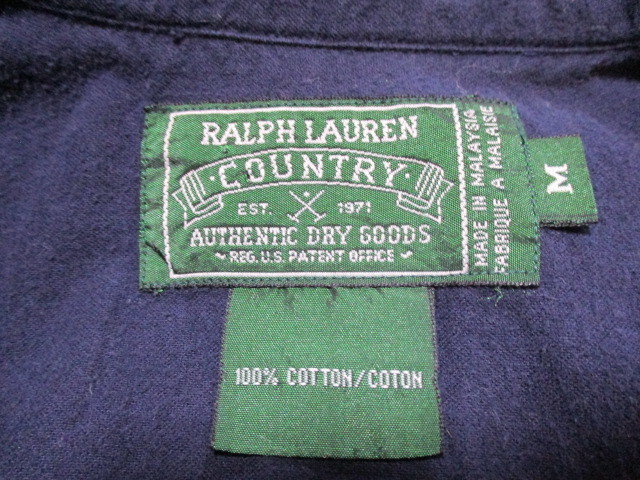 RALPH LAUREN
COUNTRY
EST. 1971
AUTHENTIC DRY GOODS
~ REG. U.S. PATENT OFFICE ~
MADE IN MALAYSIA
FABRIQUE A MALAISIE
M
100% COTTON/COTON